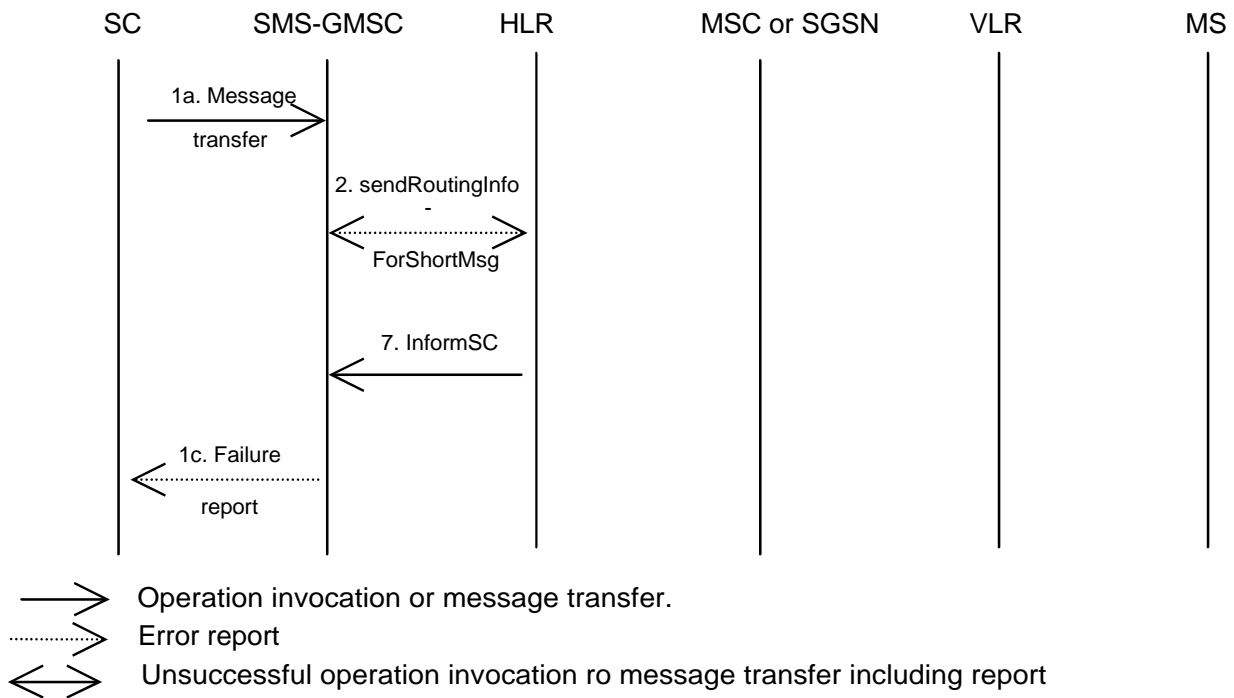 SC SMS-GMSC HLR MSC or SGSN VLR MS
1a. Message
transfer
2. sendRoutingInfo
-
ForShortMsg
7. InformSC
1c. Failure
report
Operation invocation or message transfer.
Error report
Unsuccessful operation invocation ro message transfer including report